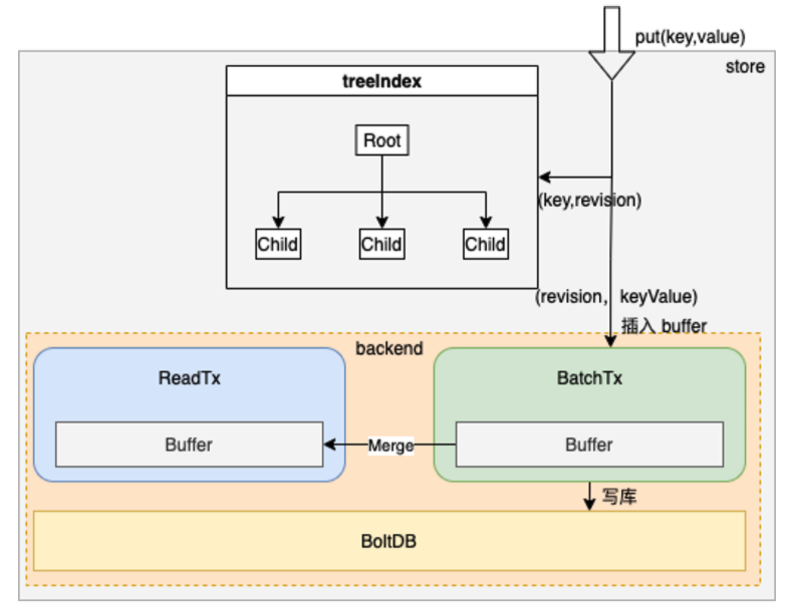 put(key,value)
store
treeIndex
Root
Child
Child
Child
(key,revision)
(revision， keyValue)
插入 buffer
backend
ReadTx
BatchTx
Buffer
Merge
Buffer
写库
BoltDB